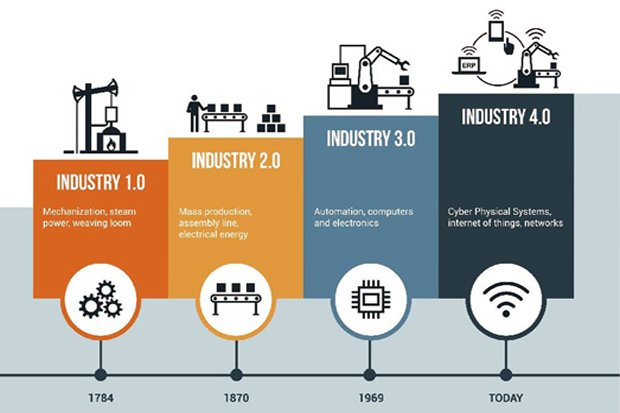 ERP
INDUSTRY 1.0
INDUSTRY 2.0
INDUSTRY 3.0
INDUSTRY 4.0
Mechanization, steam
power, weaving loom
Mass production,
assembly line,
electrical energy
Automation, computers
and electronics
Cyber Physical Systems,
internet of things, networks
1784
1870
1969
TODAY